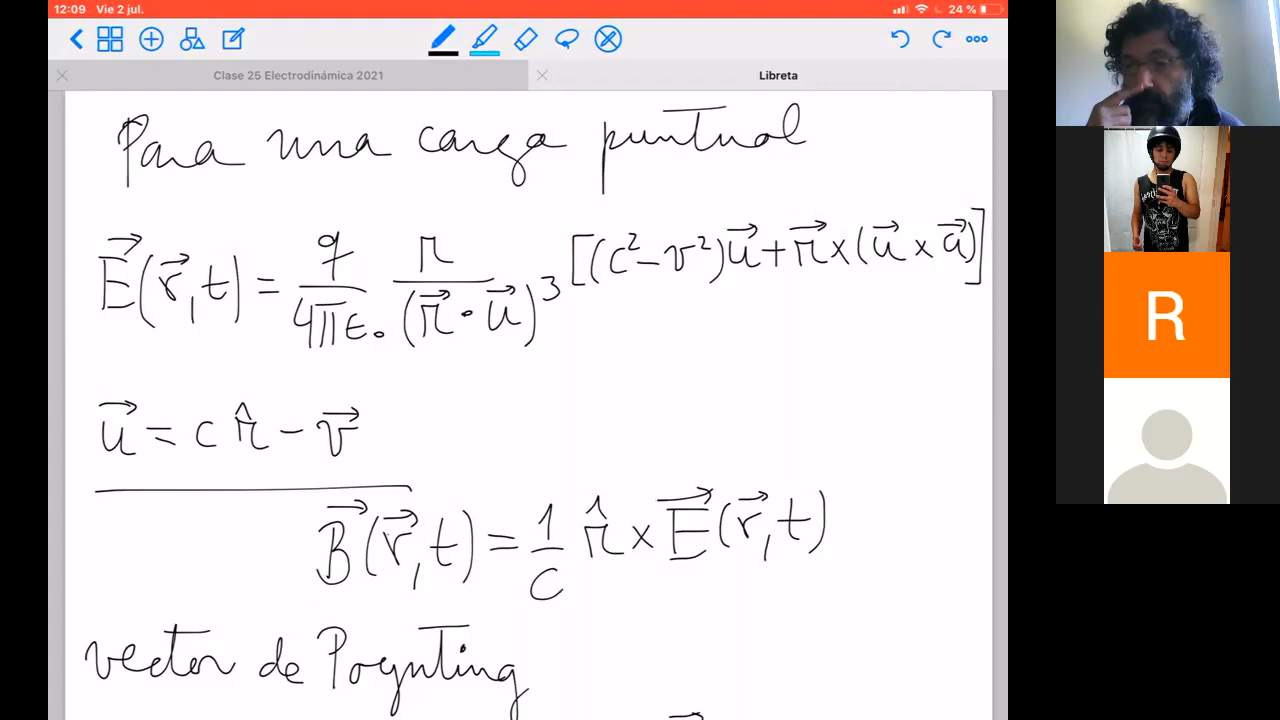 12:09 Vie 2 jul. 24 %
Clase 25 Electrodinámica 2021 Libreta
Para una carga puntual
E⃗(r⃗,t) = q/(4πε₀) 𝓇/(𝓇⃗·u⃗)³ [(c²-v²)u⃗+𝓇⃗×(u⃗×a⃗)]
u⃗ = c 𝓇̂ - v⃗
B⃗(r⃗,t) = 1/c 𝓇̂ × E⃗(r⃗,t)
vector de Poynting
R